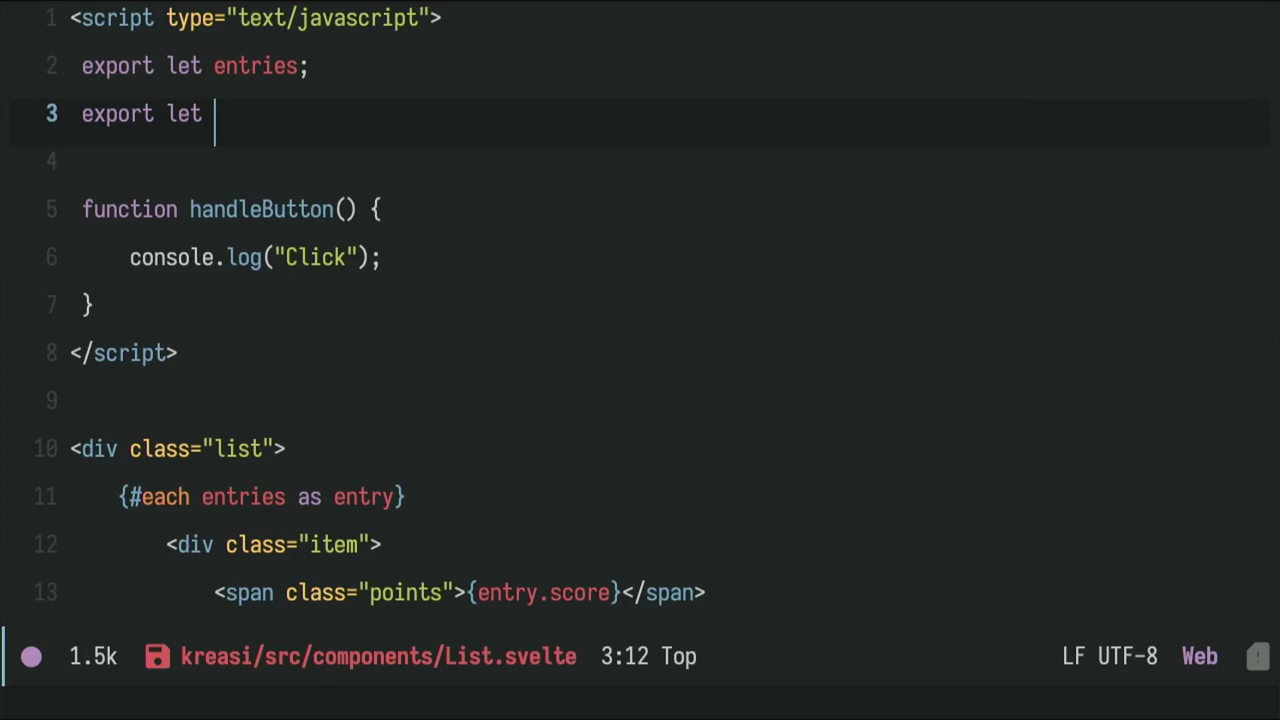 1 <script type="text/javascript">
2 export let entries;
3 export let
4
5 function handleButton() {
6 console.log("Click");
7 }
8 </script>
9
10 <div class="list">
11 {#each entries as entry}
12 <div class="item">
13 <span class="points">{entry.score}</span>
1.5k kreasi/src/components/List.svelte 3:12 Top LF UTF-8 Web